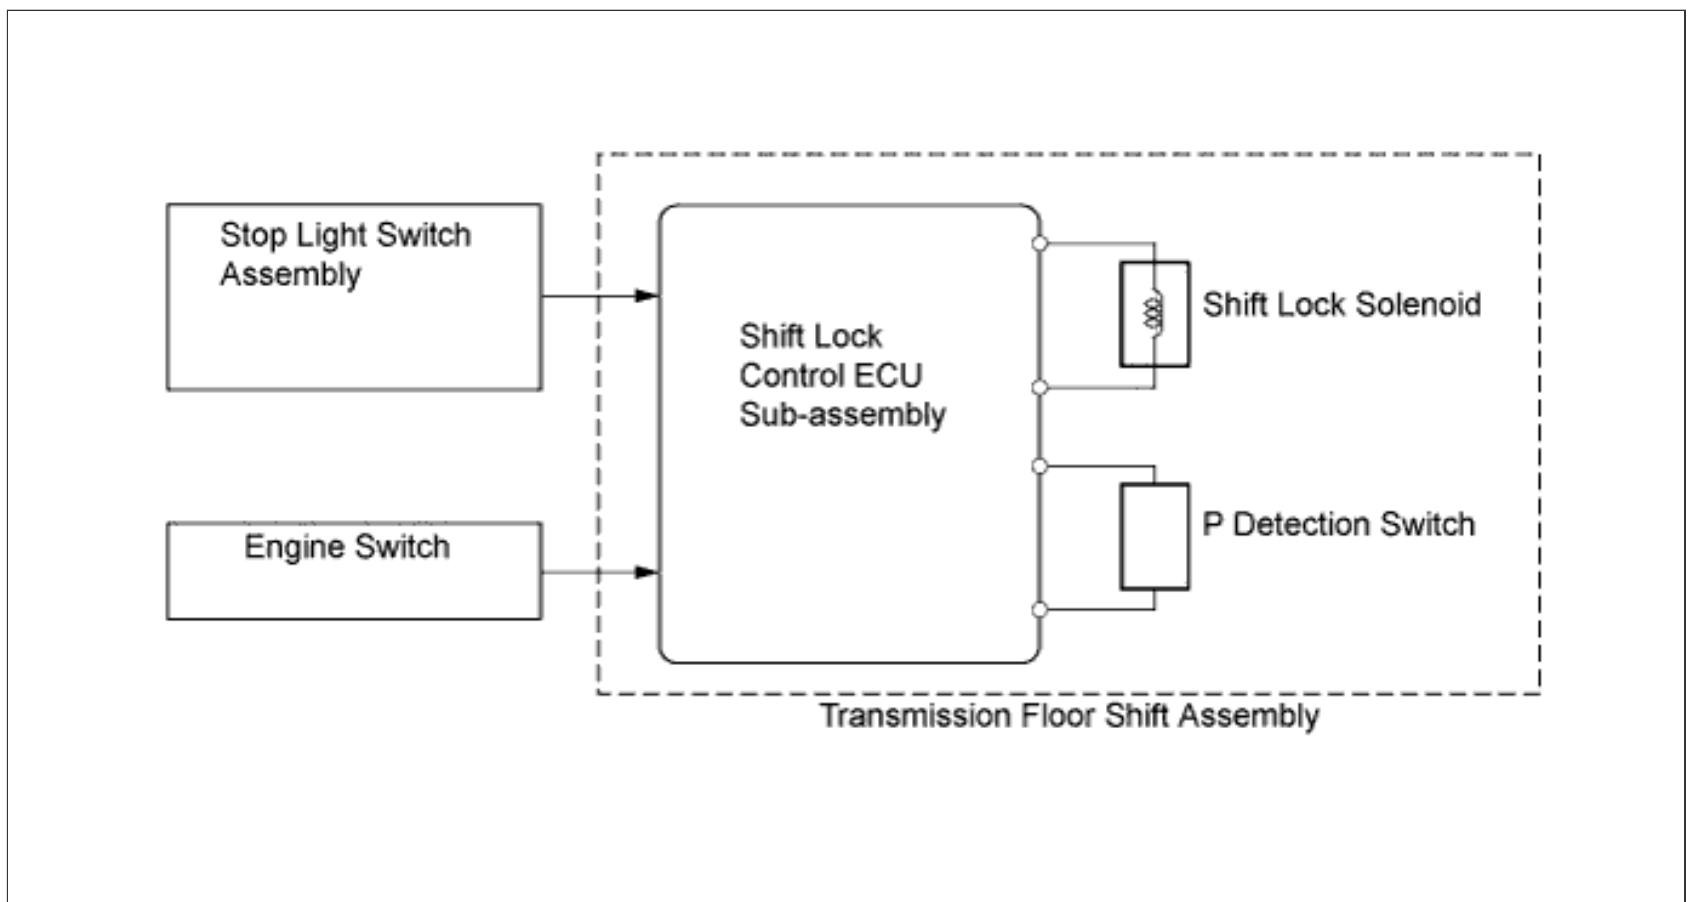 Stop Light Switch
Assembly
Shift Lock
Control ECU
Sub-assembly
Shift Lock Solenoid
P Detection Switch
Engine Switch
Transmission Floor Shift Assembly